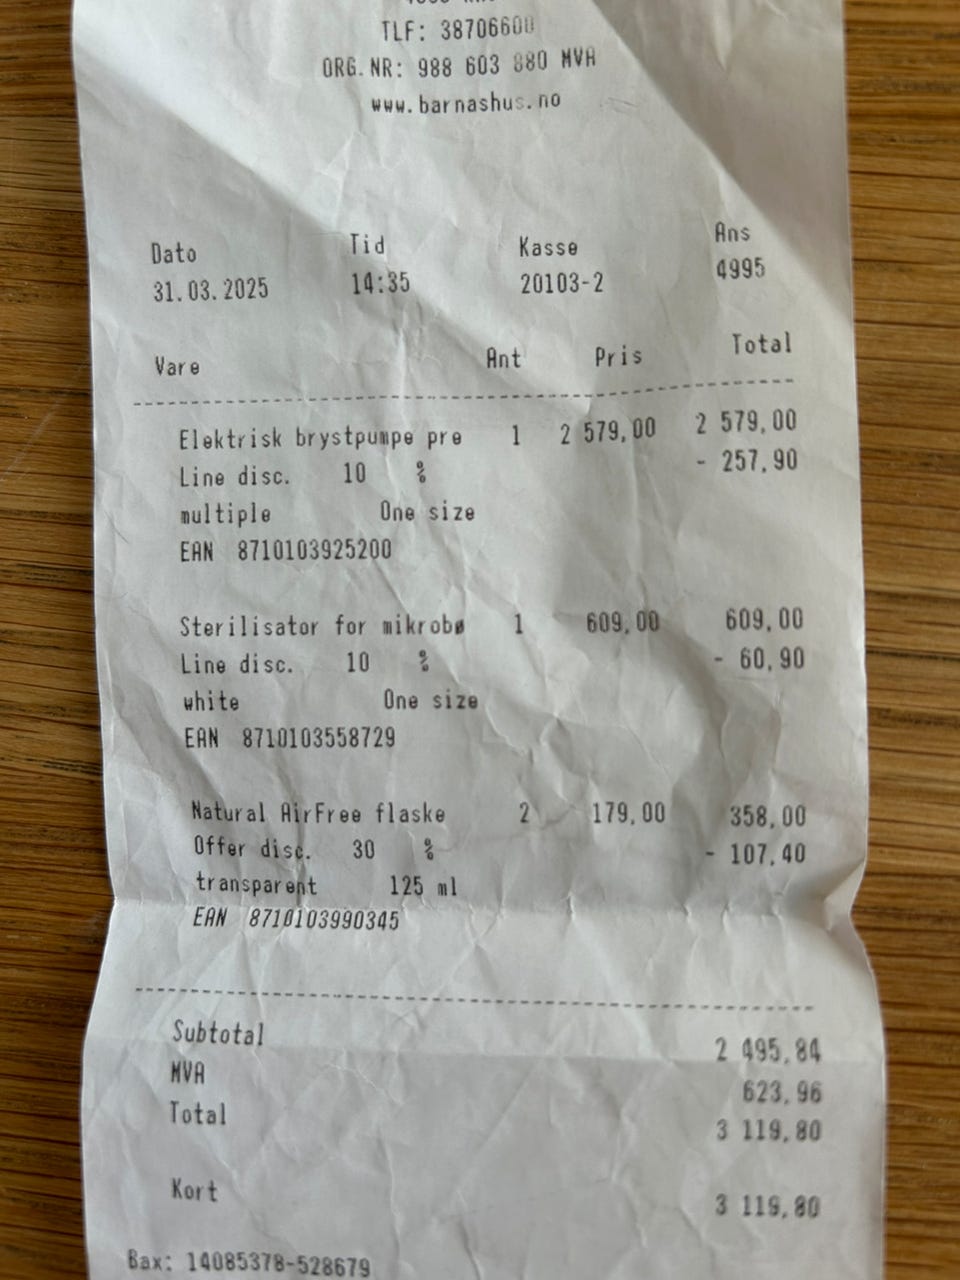 TLF: 38706600
ORG.NR: 988 603 880 MVA
www.barnashus.no
Dato Tid Kasse Ans
31.03.2025 14:35 20103-2 4995
Vare Ant Pris Total
Elektrisk brystpumpe pre 1 2 579,00 2 579,00
Line disc. 10 % - 257,90
multiple One size
EAN 8710103925200
Sterilisator for mikrobø 1 609,00 609,00
Line disc. 10 % - 60,90
white One size
EAN 8710103558729
Natural AirFree flaske 2 179,00 358,00
Offer disc. 30 % - 107,40
transparent 125 ml
EAN 8710103990345
Subtotal 2 495,84
MVA 623,96
Total 3 119,80
Kort 3 119,80
Bax: 14085378-528679